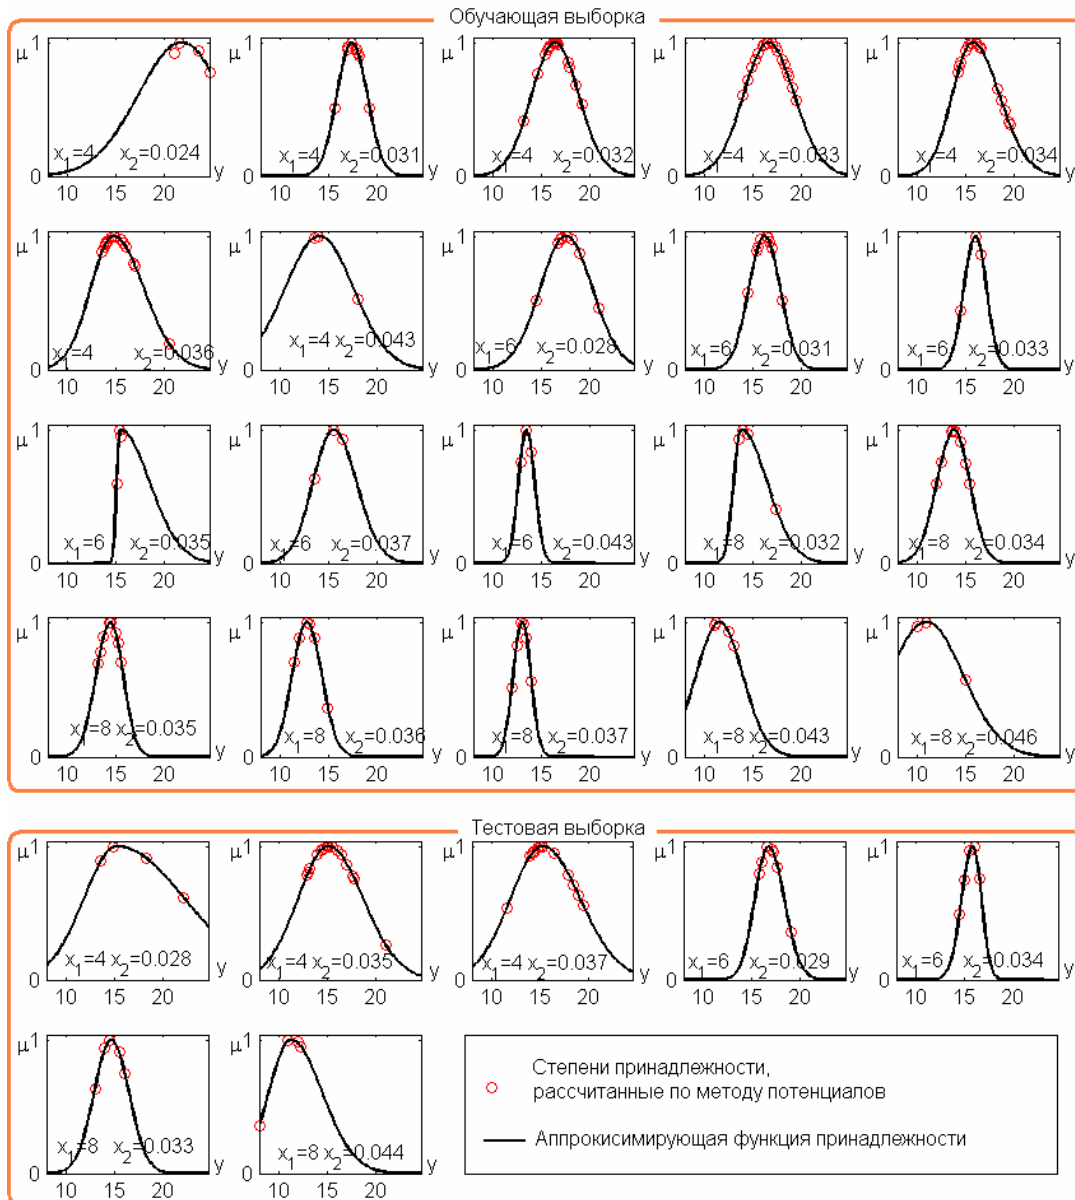 Обучающая выборка
μ 1 μ 1 μ 1 μ 1 μ 1
x1=4 x2=0.024 x1=4 x2=0.031 x1=4 x2=0.032 x1=4 x2=0.033 x1=4 x2=0.034
0 y 0 y 0 y 0 y 0 y
10 15 20 10 15 20 10 15 20 10 15 20 10 15 20
μ 1 μ 1 μ 1 μ 1 μ 1
x1=4 x2=0.036 x1=4 x2=0.043 x1=6 x2=0.028 x1=6 x2=0.031 x1=6 x2=0.033
0 y 0 y 0 y 0 y 0 y
10 15 20 10 15 20 10 15 20 10 15 20 10 15 20
μ 1 μ 1 μ 1 μ 1 μ 1
x1=6 x2=0.035 x1=6 x2=0.037 x1=6 x2=0.043 x1=8 x2=0.032 x1=8 x2=0.034
0 y 0 y 0 y 0 y 0 y
10 15 20 10 15 20 10 15 20 10 15 20 10 15 20
μ 1 μ 1 μ 1 μ 1 μ 1
x1=8 x2=0.035 x1=8 x2=0.036 x1=8 x2=0.037 x1=8 x2=0.043 x1=8 x2=0.046
0 y 0 y 0 y 0 y 0 y
10 15 20 10 15 20 10 15 20 10 15 20 10 15 20
Тестовая выборка
μ 1 μ 1 μ 1 μ 1 μ 1
x1=4 x2=0.028 x1=4 x2=0.035 x1=4 x2=0.037 x1=6 x2=0.029 x1=6 x2=0.034
0 y 0 y 0 y 0 y 0 y
10 15 20 10 15 20 10 15 20 10 15 20 10 15 20
μ 1 μ 1
x1=8 x2=0.033 x1=8 x2=0.044
0 y 0 y
10 15 20 10 15 20
Степени принадлежности,
рассчитанные по методу потенциалов
Аппрокисимирующая функция принадлежности